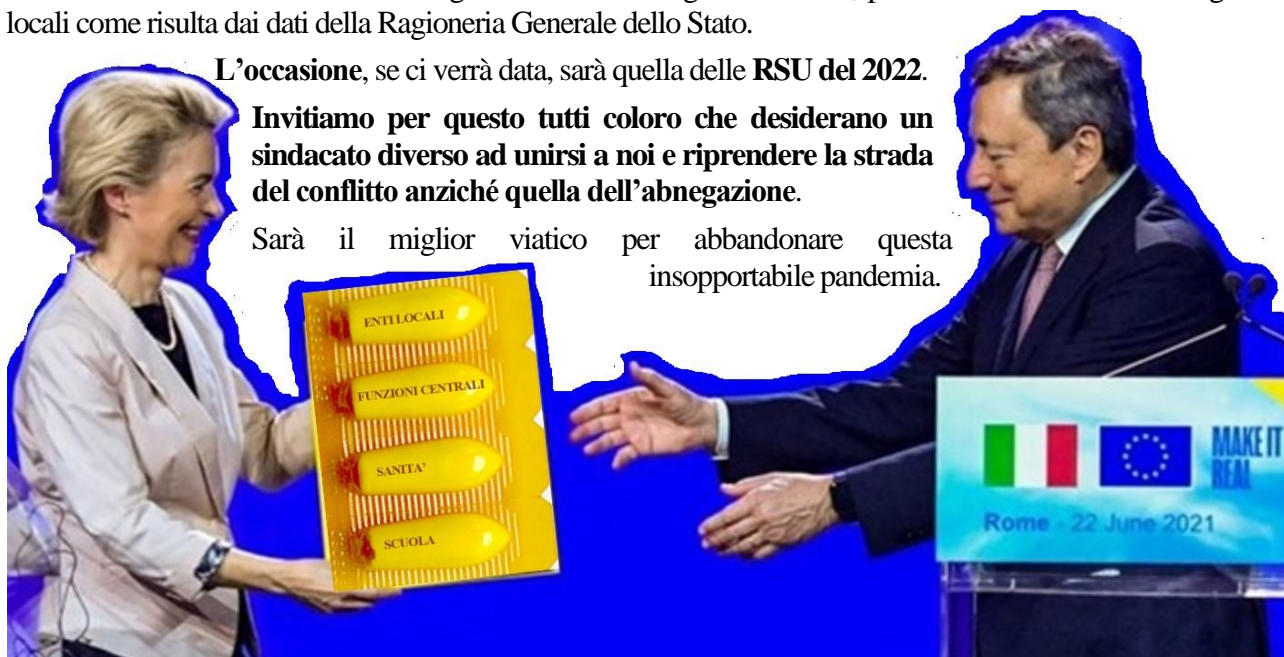 locali come risulta dai dati della Ragioneria Generale dello Stato.
L’occasione, se ci verrà data, sarà quella delle RSU del 2022.
Invitiamo per questo tutti coloro che desiderano un
sindacato diverso ad unirsi a noi e riprendere la strada
del conflitto anziché quella dell’abnegazione.
Sarà il miglior viatico per abbandonare questa
insopportabile pandemia.
ENTI LOCALI
FUNZIONI CENTRALI
SANITA’
SCUOLA
MAKE IT
REAL
Rome - 22 June 2021